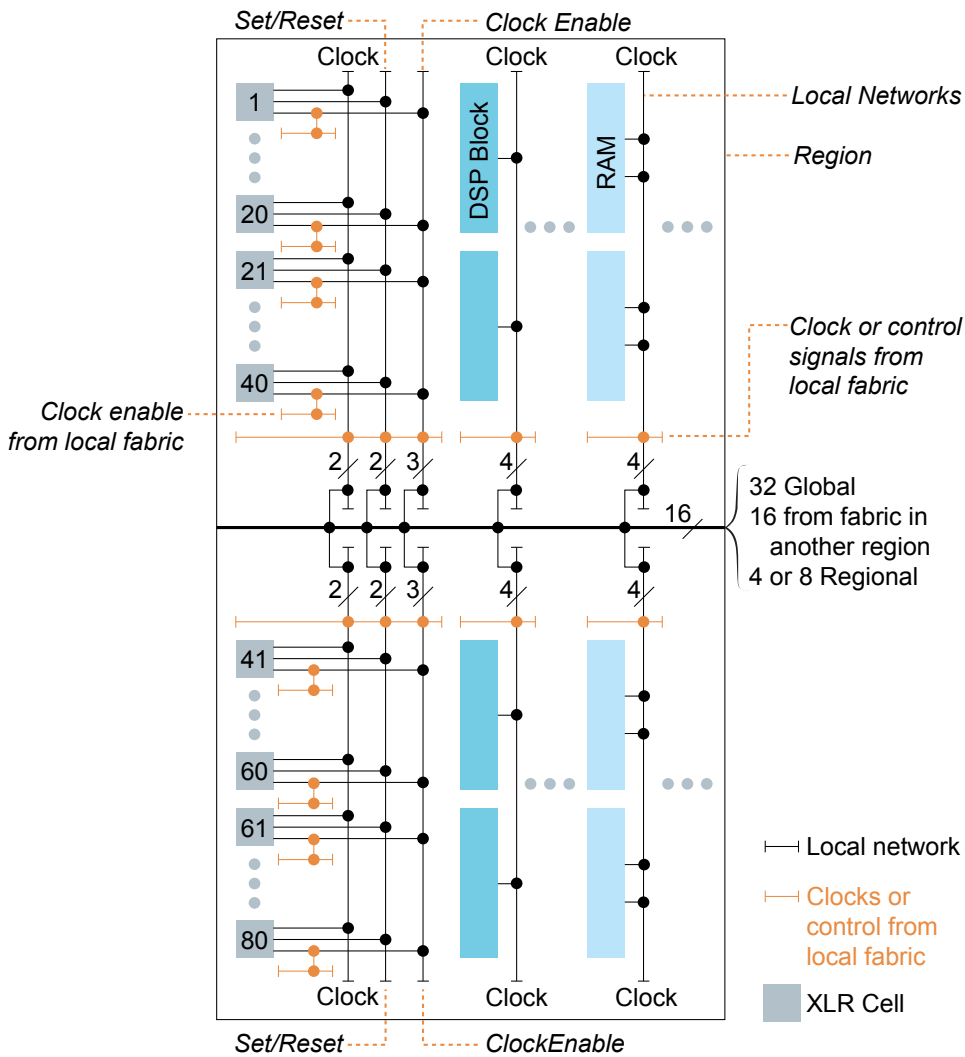 Set/Reset
Clock Enable
Clock
Clock
Clock
1
DSP Block
RAM
Local Networks
Region
20
21
Clock or control
signals from
local fabric
40
Clock enable
from local fabric
2
2
3
4
4
16
32 Global
16 from fabric in
another region
4 or 8 Regional
2
2
3
4
4
41
60
61
80
Local network
Clocks or
control from
local fabric
XLR Cell
Clock
Clock
Clock
Set/Reset
ClockEnable